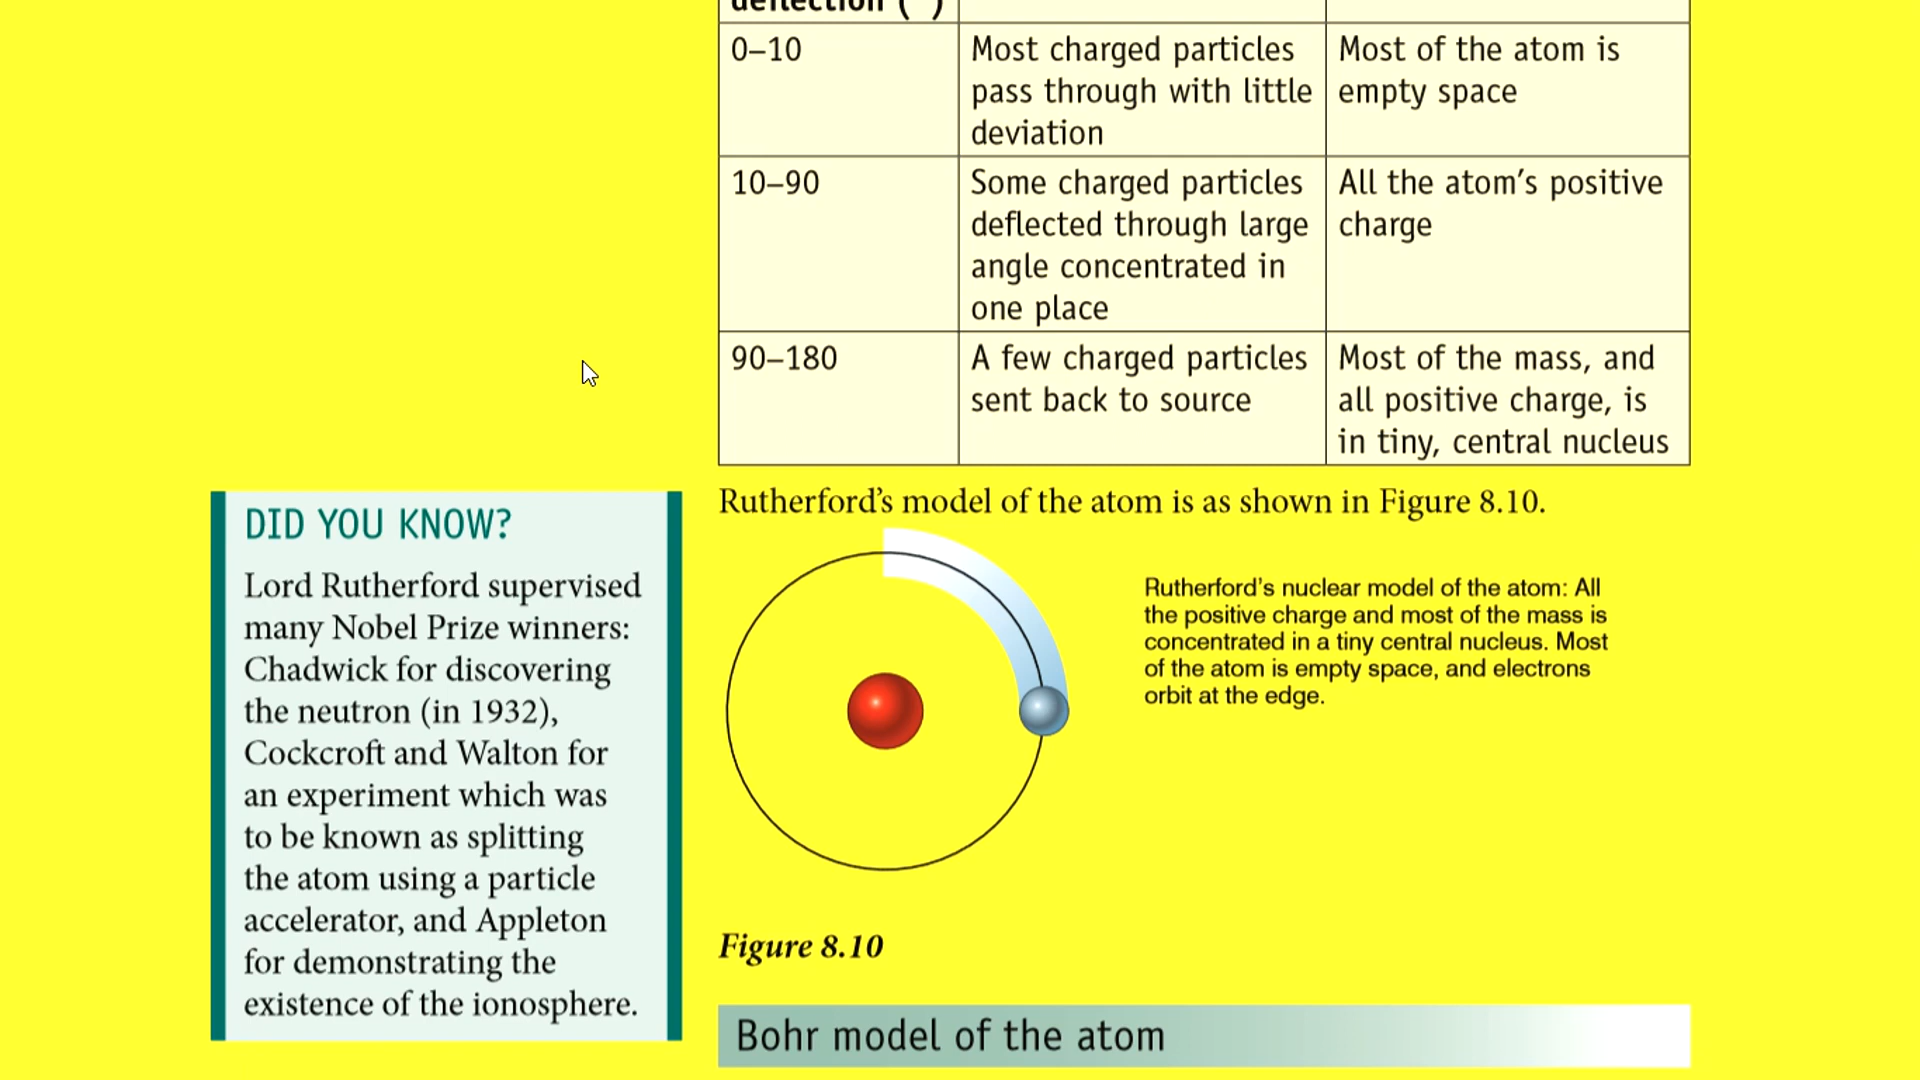 deflection (°)
0–10
Most charged particles
pass through with little
deviation
Most of the atom is
empty space
10–90
Some charged particles
deflected through large
angle concentrated in
one place
All the atom’s positive
charge
90–180
A few charged particles
sent back to source
Most of the mass, and
all positive charge, is
in tiny, central nucleus
DID YOU KNOW?
Lord Rutherford supervised
many Nobel Prize winners:
Chadwick for discovering
the neutron (in 1932),
Cockcroft and Walton for
an experiment which was
to be known as splitting
the atom using a particle
accelerator, and Appleton
for demonstrating the
existence of the ionosphere.
Rutherford’s model of the atom is as shown in Figure 8.10.
Rutherford’s nuclear model of the atom: All
the positive charge and most of the mass is
concentrated in a tiny central nucleus. Most
of the atom is empty space, and electrons
orbit at the edge.
Figure 8.10
Bohr model of the atom